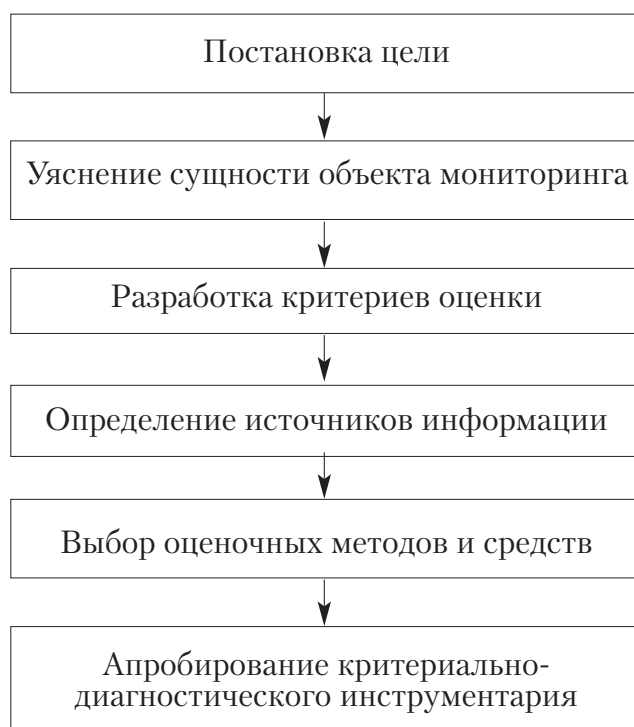 Постановка цели
Уяснение сущности объекта мониторинга
Разработка критериев оценки
Определение источников информации
Выбор оценочных методов и средств
Апробирование критериально-
диагностического инструментария